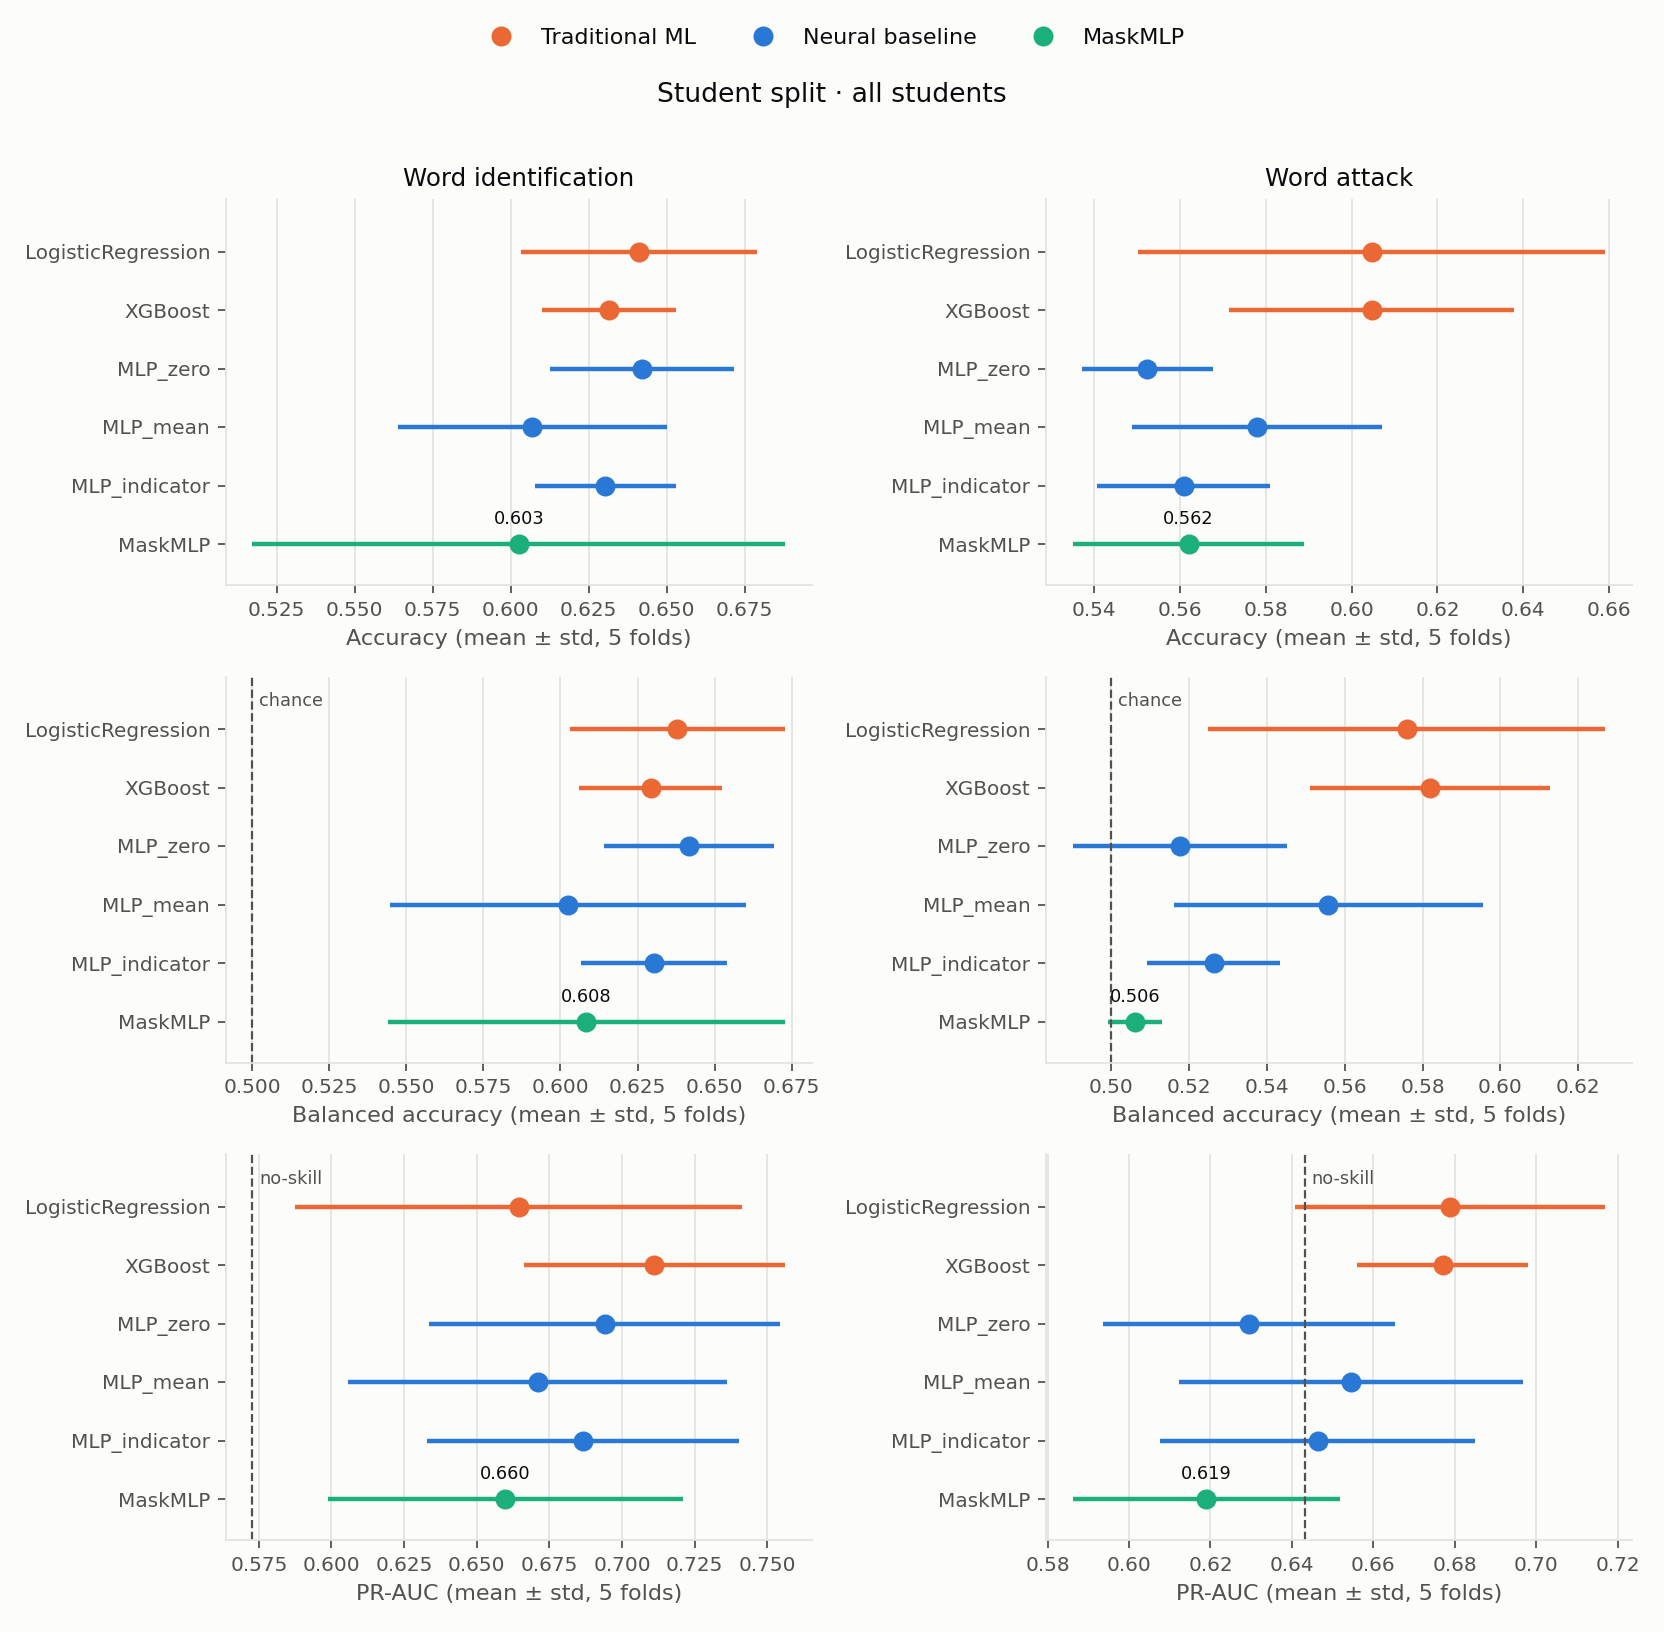 Traditional ML Neural baseline MaskMLP
Student split · all students
Word identification
LogisticRegression
XGBoost
MLP_zero
MLP_mean
MLP_indicator
0.603
MaskMLP
0.525 0.550 0.575 0.600 0.625 0.650 0.675
Accuracy (mean ± std, 5 folds)
Word attack
LogisticRegression
XGBoost
MLP_zero
MLP_mean
MLP_indicator
0.562
MaskMLP
0.54 0.56 0.58 0.60 0.62 0.64 0.66
Accuracy (mean ± std, 5 folds)
chance
LogisticRegression
XGBoost
MLP_zero
MLP_mean
MLP_indicator
0.608
MaskMLP
0.500 0.525 0.550 0.575 0.600 0.625 0.650 0.675
Balanced accuracy (mean ± std, 5 folds)
chance
LogisticRegression
XGBoost
MLP_zero
MLP_mean
MLP_indicator
0.506
MaskMLP
0.50 0.52 0.54 0.56 0.58 0.60 0.62
Balanced accuracy (mean ± std, 5 folds)
no-skill
LogisticRegression
XGBoost
MLP_zero
MLP_mean
MLP_indicator
0.660
MaskMLP
0.575 0.600 0.625 0.650 0.675 0.700 0.725 0.750
PR-AUC (mean ± std, 5 folds)
no-skill
LogisticRegression
XGBoost
MLP_zero
MLP_mean
MLP_indicator
0.619
MaskMLP
0.58 0.60 0.62 0.64 0.66 0.68 0.70 0.72
PR-AUC (mean ± std, 5 folds)